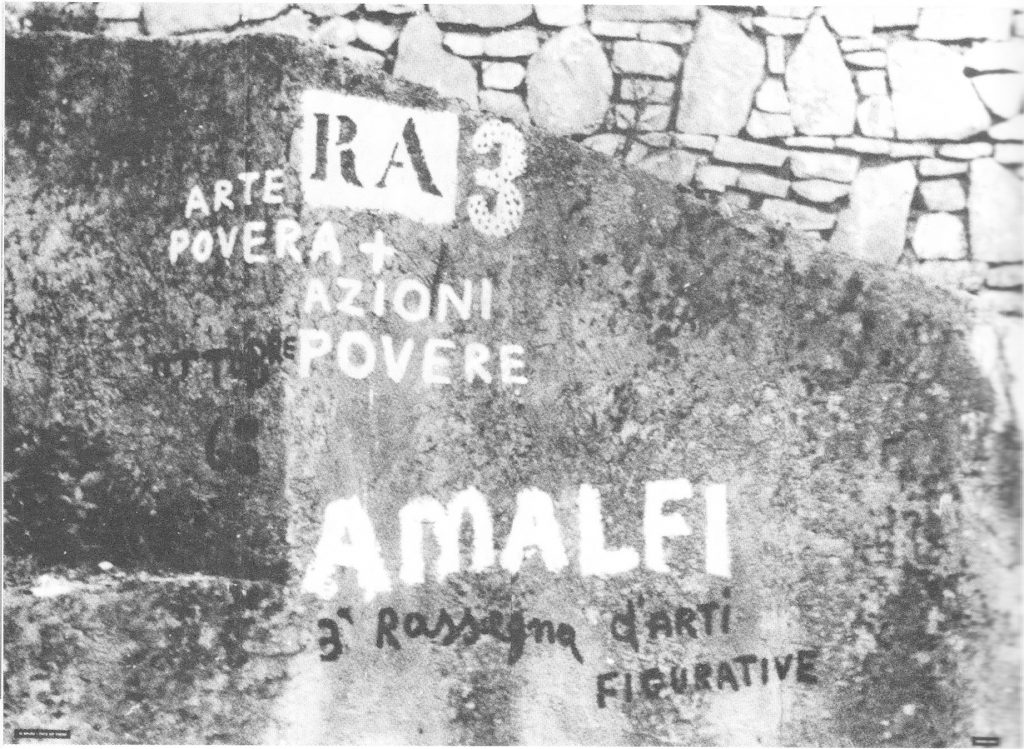 RA 3
ARTE
POVERA +
AZIONI
POVERE
AMALFI
3ª Rassegna d'ARTI
FIGURATIVE